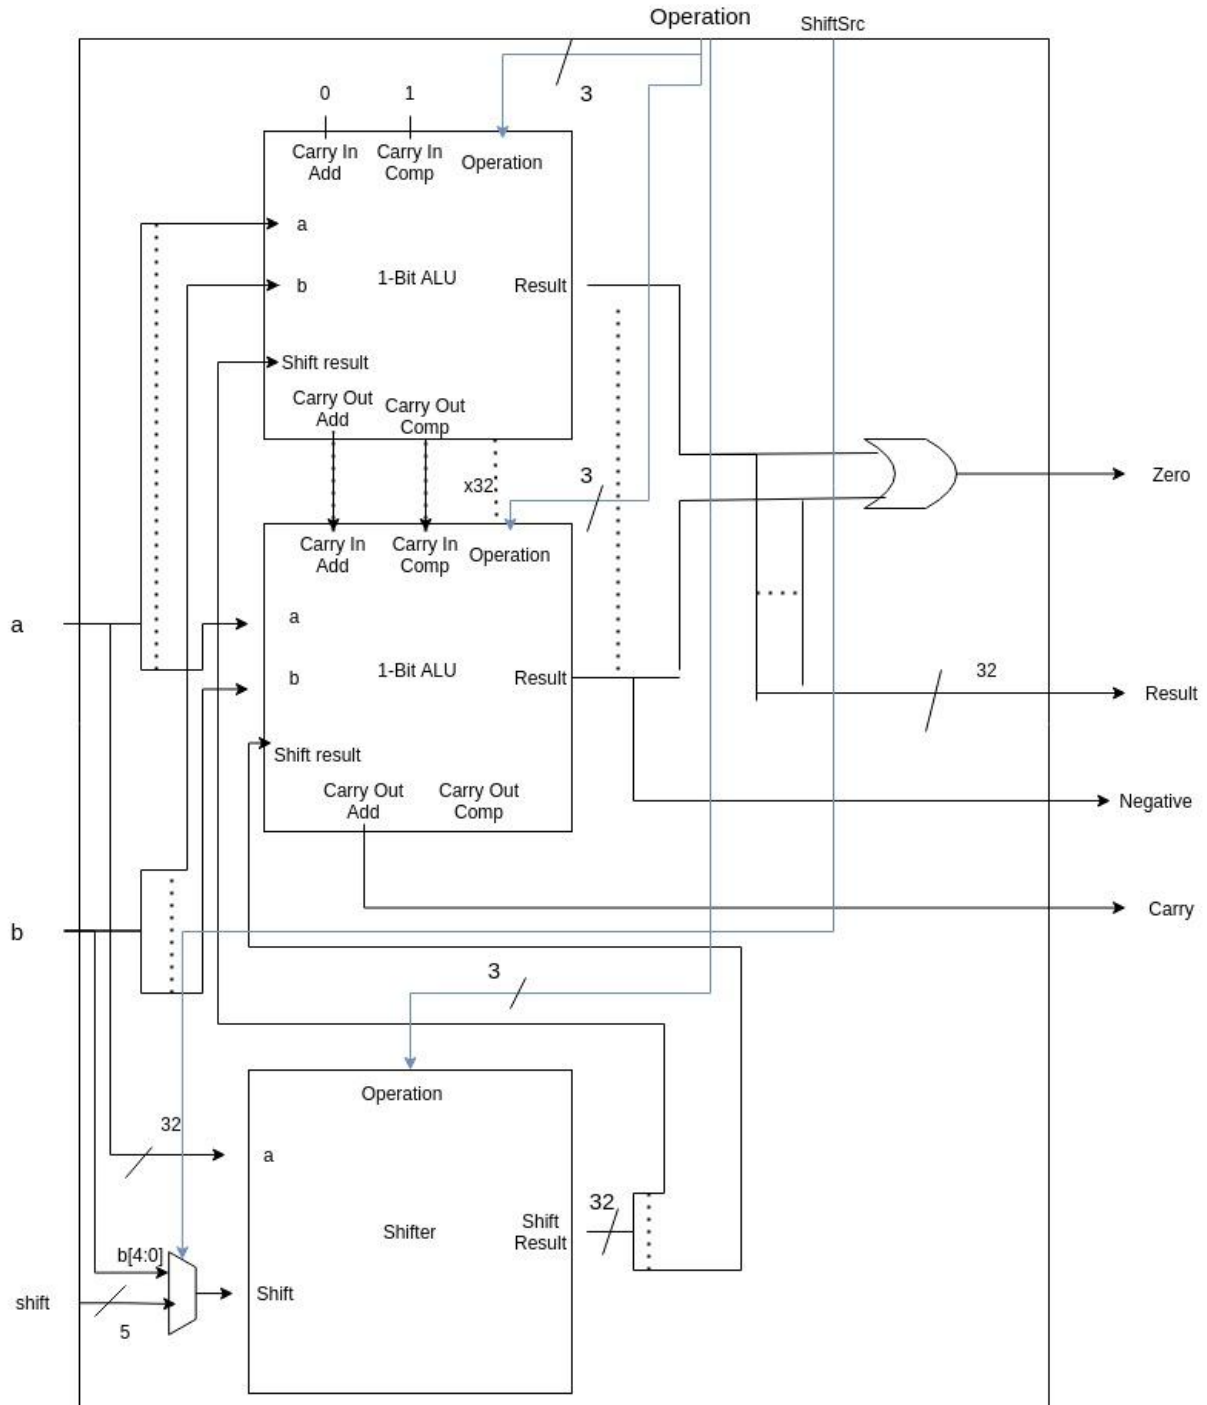 Operation
ShiftSrc
3
0
1
Carry In
Add
Carry In
Comp
Operation
a
b
1-Bit ALU
Result
Shift result
Carry Out
Add
Carry Out
Comp
x32
3
Zero
Carry In
Add
Carry In
Comp
Operation
a
a
b
1-Bit ALU
Result
32
Result
Shift result
Carry Out
Add
Carry Out
Comp
Negative
Carry
b
3
Operation
32
a
Shifter
Shift
Result
32
b[4:0]
shift
5
Shift